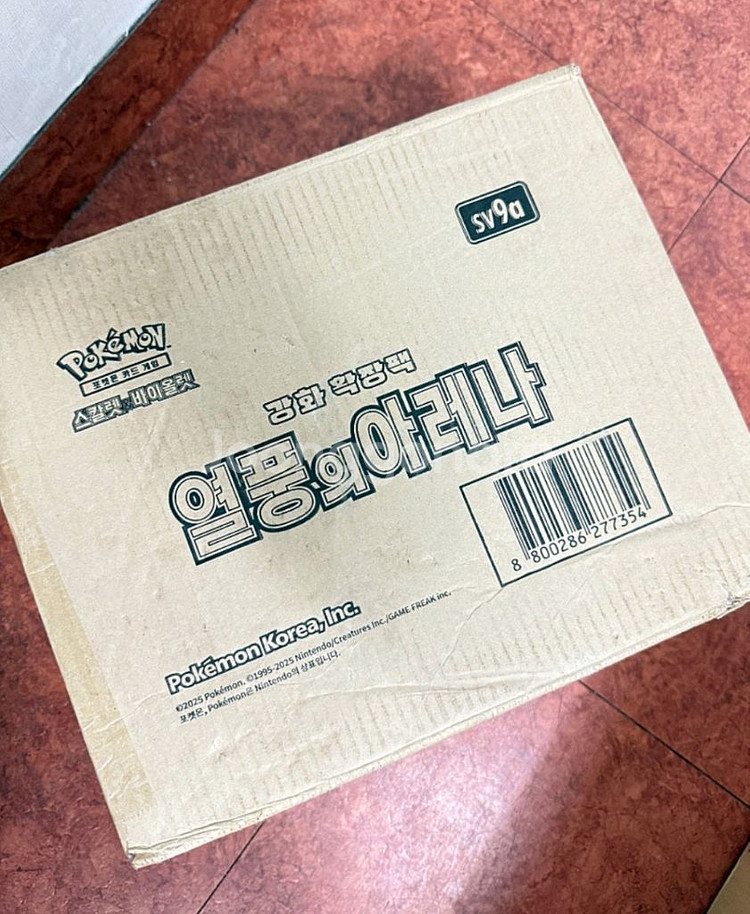 sv9a
POKéMON
포켓몬 카드 게임
스칼렛&바이올렛
강화 확장팩
열풍의 아레나
8 800286 277354
Pokémon Korea, Inc.
©2025 Pokémon. ©1995-2025 Nintendo/Creatures Inc./GAME FREAK inc.
포켓몬, Pokémon은 Nintendo의 상표입니다.